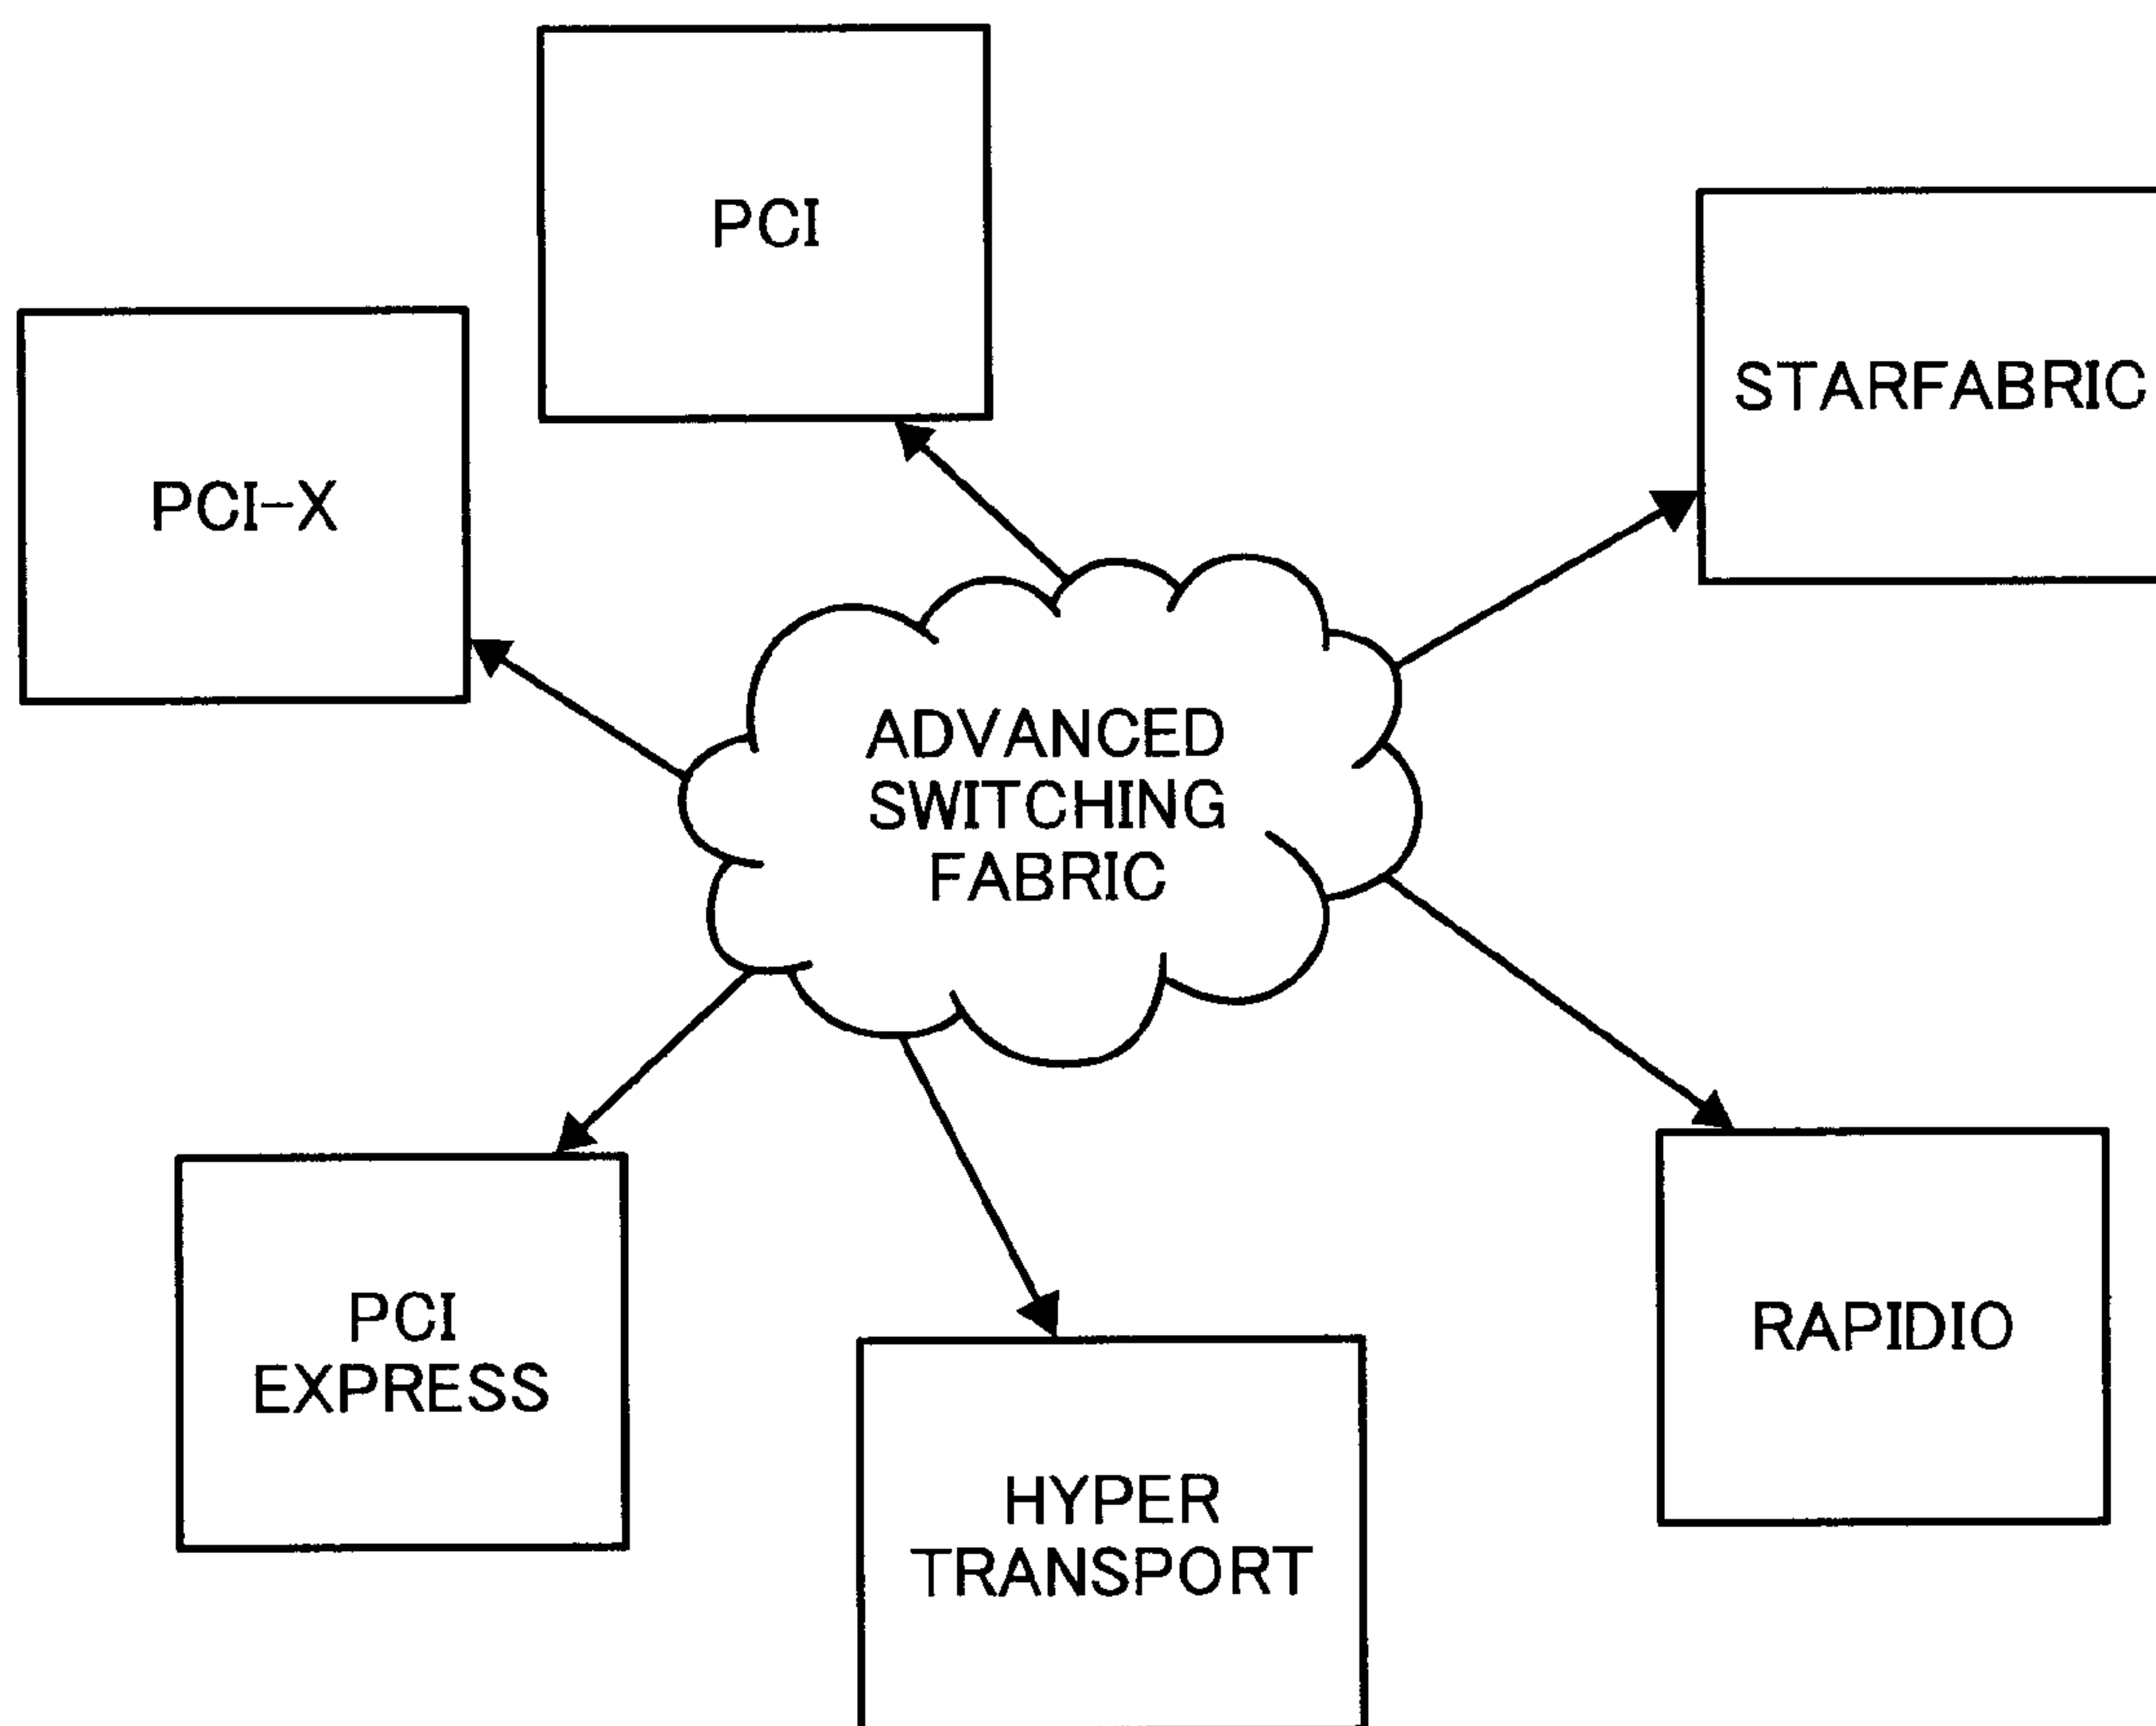 PCI
STARFABRIC
PCI-X
ADVANCED
SWITCHING
FABRIC
PCI
EXPRESS
RAPIDIO
HYPER
TRANSPORT